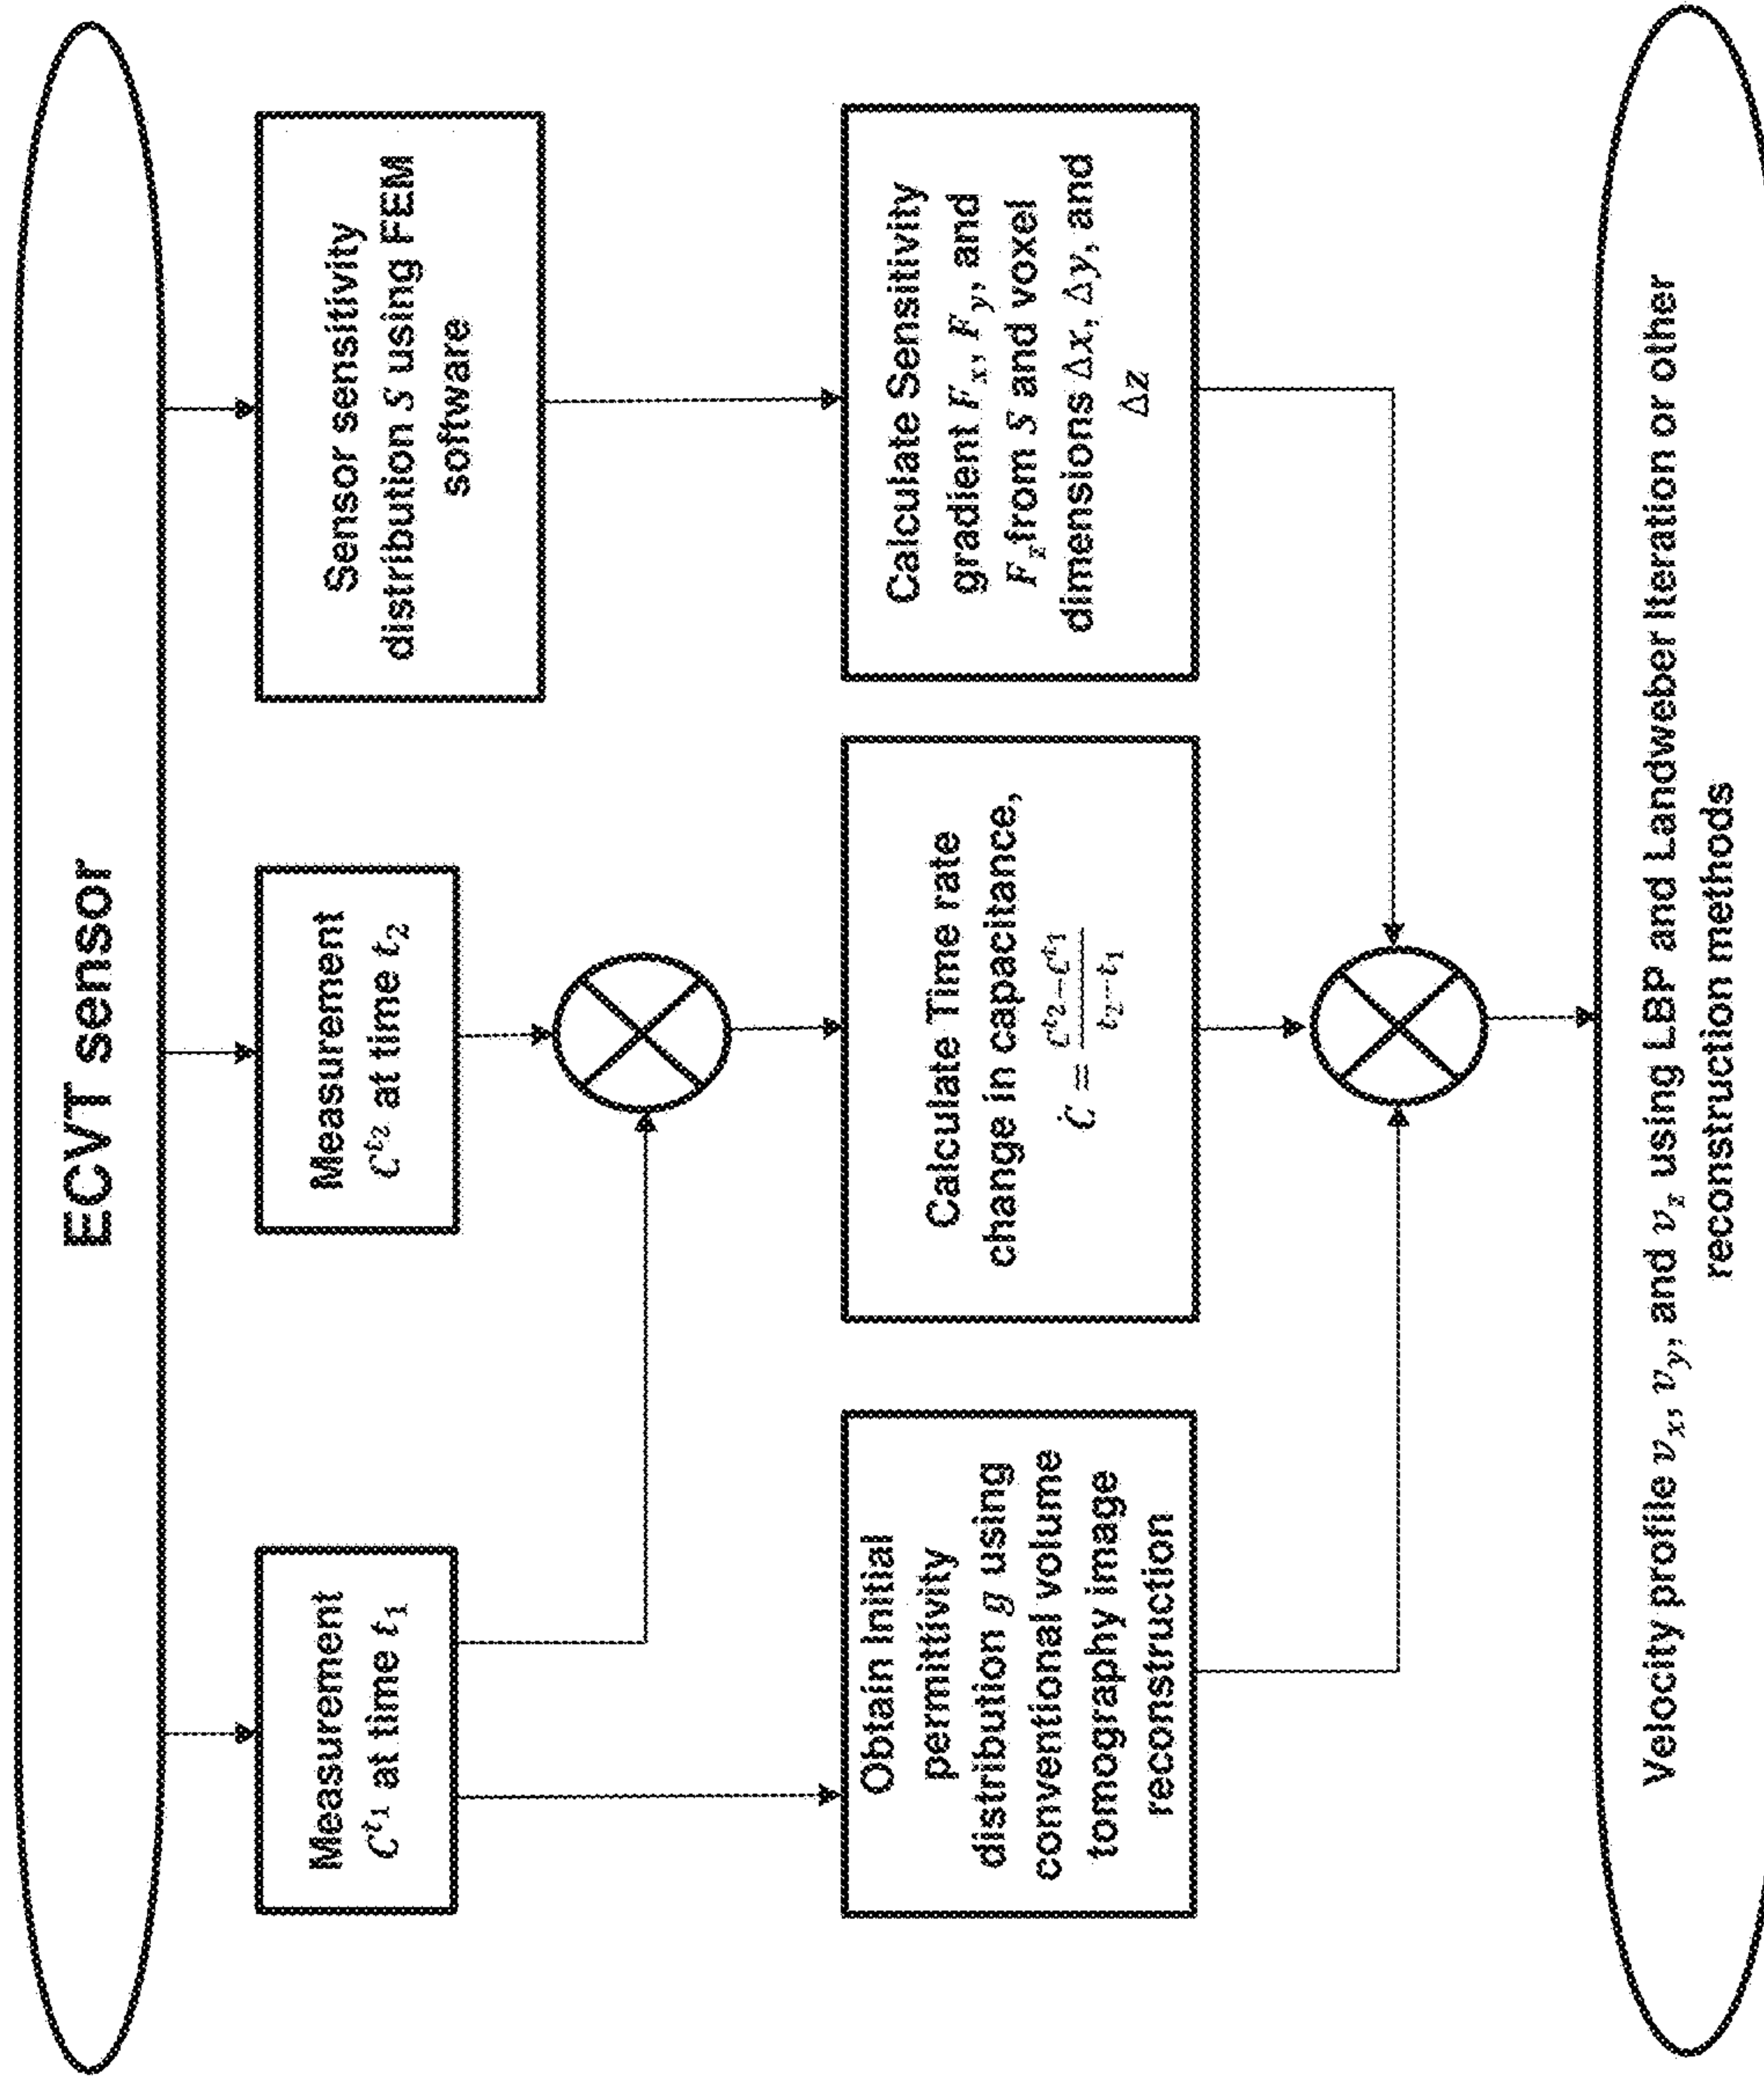 ECVT sensor
Measurement
C^{t_1} at time t_1
Measurement
C^{t_2} at time t_2
Sensor sensitivity
distribution S using FEM
software
Obtain Initial
permittivity
distribution g using
conventional volume
tomography image
reconstruction
Calculate Time rate
change in capacitance,
Ċ = \frac{C^{t_2}-C^{t_1}}{t_2-t_1}
Calculate Sensitivity
gradient F_x, F_y, and
F_z from S and voxel
dimensions Δx, Δy, and
Δz
Velocity profile v_x, v_y, and v_z using LBP and Landweber Iteration or other
reconstruction methods